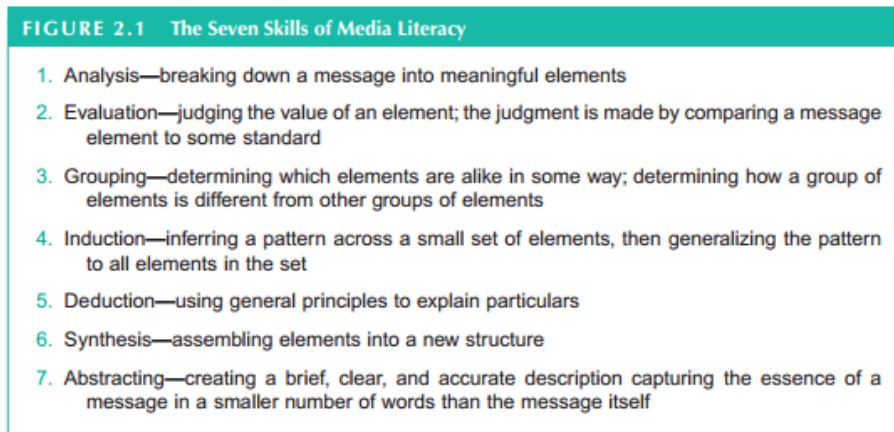 FIGURE 2.1 The Seven Skills of Media Literacy
1. Analysis—breaking down a message into meaningful elements
2. Evaluation—judging the value of an element; the judgment is made by comparing a message
element to some standard
3. Grouping—determining which elements are alike in some way; determining how a group of
elements is different from other groups of elements
4. Induction—inferring a pattern across a small set of elements, then generalizing the pattern
to all elements in the set
5. Deduction—using general principles to explain particulars
6. Synthesis—assembling elements into a new structure
7. Abstracting—creating a brief, clear, and accurate description capturing the essence of a
message in a smaller number of words than the message itself